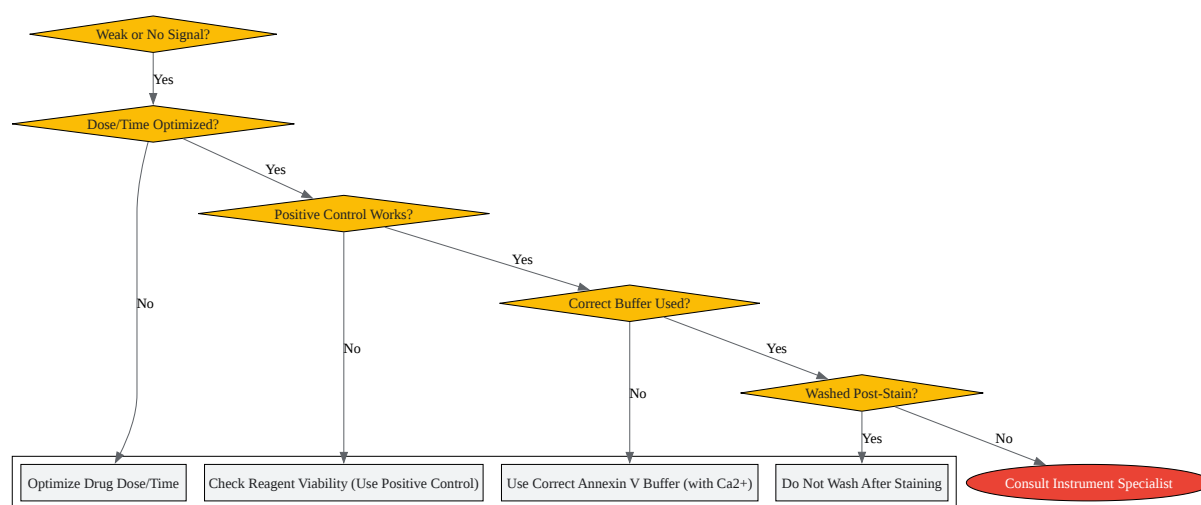 Weak or No Signal?
Yes
Dose/Time Optimized?
Yes
Positive Control Works?
Yes
Correct Buffer Used?
No
No
Yes
No
Washed Post-Stain?
Yes
No
Optimize Drug Dose/Time
Check Reagent Viability (Use Positive Control)
Use Correct Annexin V Buffer (with Ca2+)
Do Not Wash After Staining
Consult Instrument Specialist